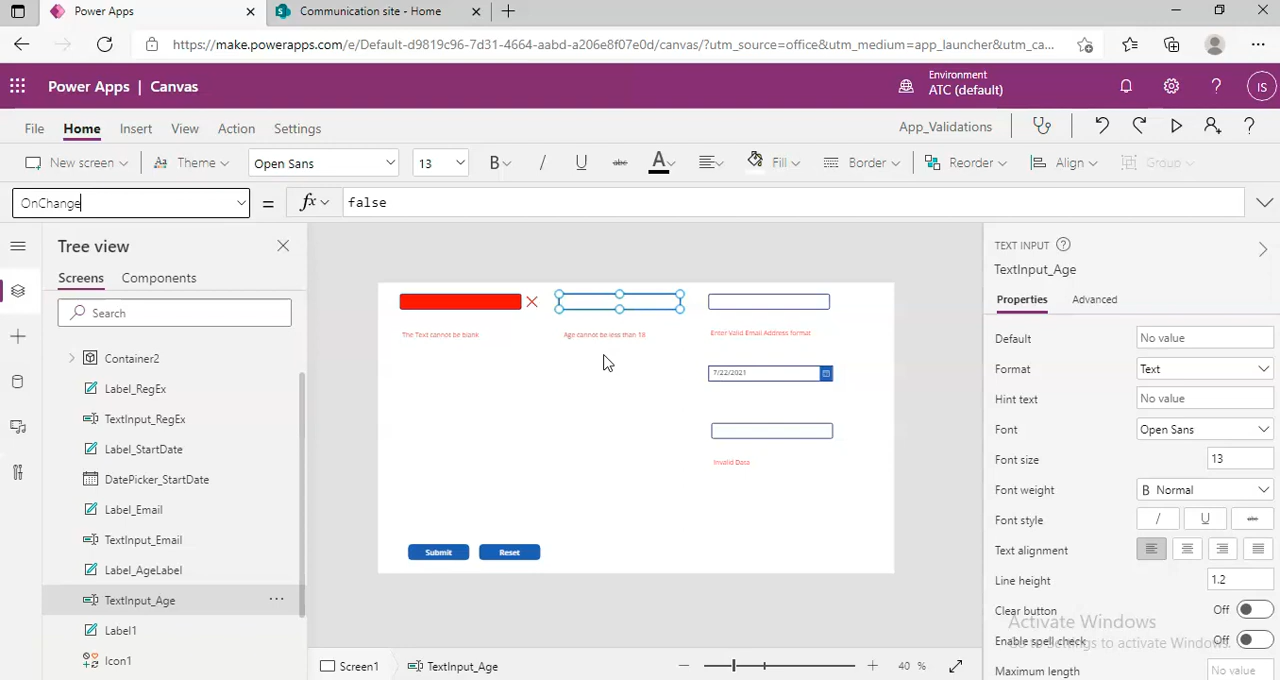 Power Apps
Communication site - Home
https://make.powerapps.com/e/Default-d9819c96-7d31-4664-aabd-a206e8f07e0d/canvas/?utm_source=office&utm_medium=app_launcher&utm_ca...
Power Apps | Canvas
Environment
ATC (default)
IS
File Home Insert View Action Settings
App_Validations
New screen Theme Open Sans 13 B / U abc A Fill Border Reorder Align Group
OnChange = fx false
Tree view
Screens Components
Search
Container2
Label_RegEx
TextInput_RegEx
Label_StartDate
DatePicker_StartDate
Label_Email
TextInput_Email
Label_AgeLabel
TextInput_Age
Label1
Icon1
The Text cannot be blank
Age cannot be less than 18
Enter Valid Email Address format
7/22/2021
Invalid Data
Submit Reset
Screen1 TextInput_Age
40 %
TEXT INPUT
TextInput_Age
Properties Advanced
Default No value
Format Text
Hint text No value
Font Open Sans
Font size 13
Font weight B Normal
Font style / U abc
Text alignment
Line height 1.2
Clear button Off
Activate Windows
Enable spell check Off
Go to Settings to activate Windows.
Maximum length No value